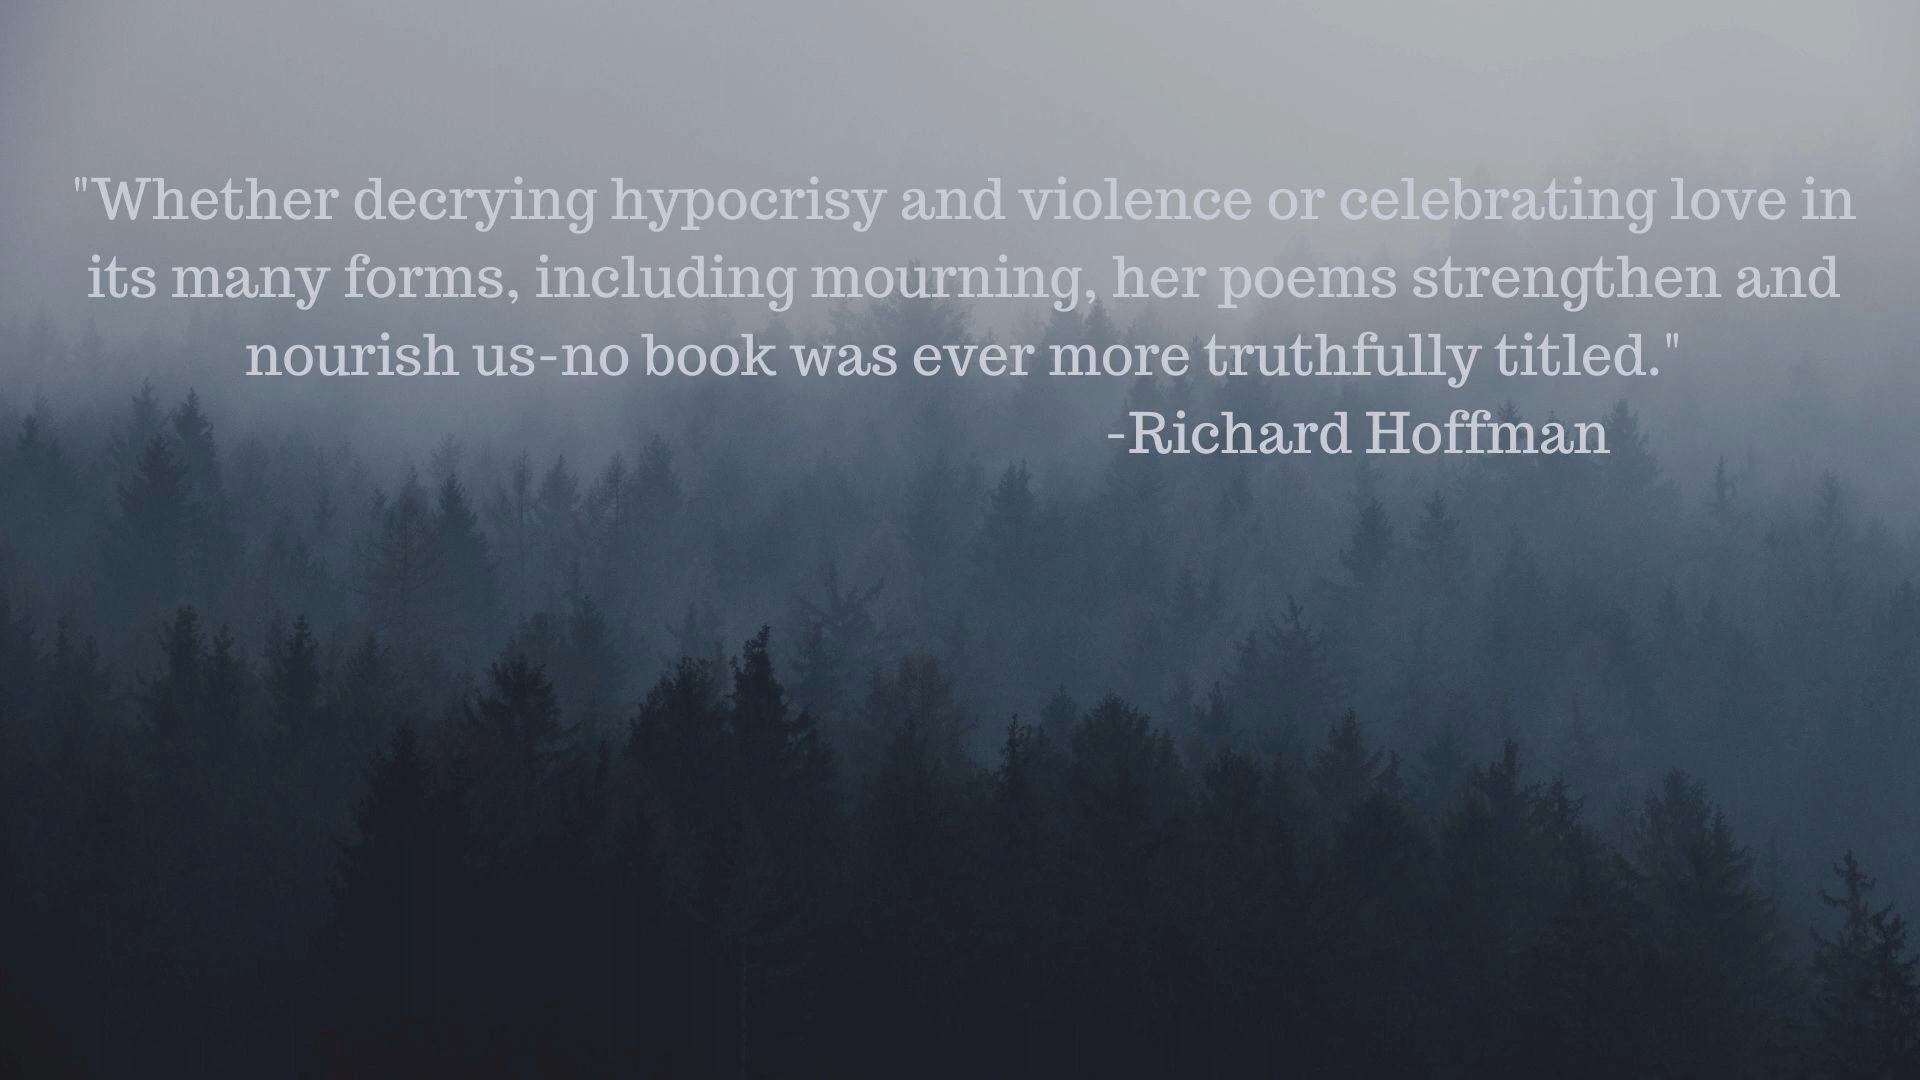 "Whether decrying hypocrisy and violence or celebrating love in
its many forms, including mourning, her poems strengthen and
nourish us-no book was ever more truthfully titled."
-Richard Hoffman